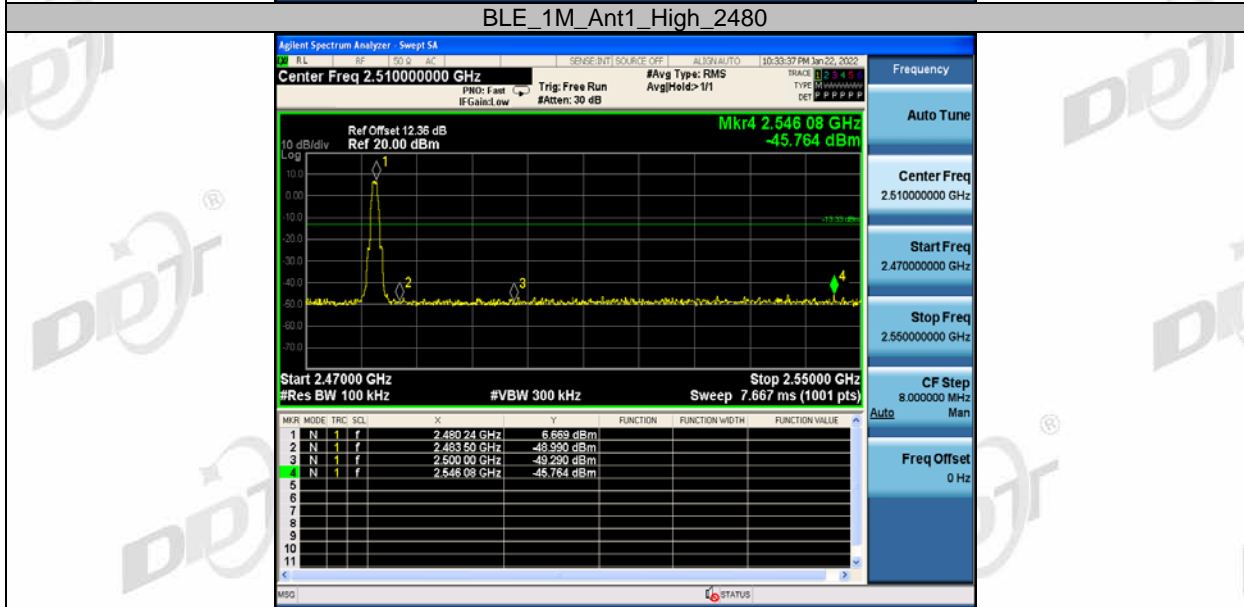 BLE_1M_Ant1_High_2480
Agilent Spectrum Analyzer - Swept SA
RL RF 50 Ω AC SENSE:INT SOURCE OFF ALIGNAUTO 10:33:37 PM Jan 22, 2022
Center Freq 2.510000000 GHz #Avg Type: RMS TRACE 1 2 3 4 5 6
PNO: Fast Trig: Free Run Avg|Hold:>1/1 TYPE M
IFGain:Low #Atten: 30 dB DET P P P P P P
Mkr4 2.546 08 GHz
-45.764 dBm
Ref Offset 12.36 dB
10 dB/div Ref 20.00 dBm
Log
10.0
0.00
-10.0
-20.0
-30.0
-40.0
-50.0
-60.0
-70.0
1
2
3
4
-13.33 dBm
Start 2.47000 GHz Stop 2.55000 GHz
#Res BW 100 kHz #VBW 300 kHz Sweep 7.667 ms (1001 pts)
MKR MODE TRC SCL X Y FUNCTION FUNCTION WIDTH FUNCTION VALUE
1 N 1 f 2.480 24 GHz 6.669 dBm
2 N 1 f 2.483 50 GHz -48.990 dBm
3 N 1 f 2.500 00 GHz -49.290 dBm
4 N 1 f 2.546 08 GHz -45.764 dBm
5
6
7
8
9
10
11
MSG STATUS
Frequency
Auto Tune
Center Freq
2.510000000 GHz
Start Freq
2.470000000 GHz
Stop Freq
2.550000000 GHz
CF Step
8.000000 MHz
Auto Man
Freq Offset
0 Hz
DDT
®